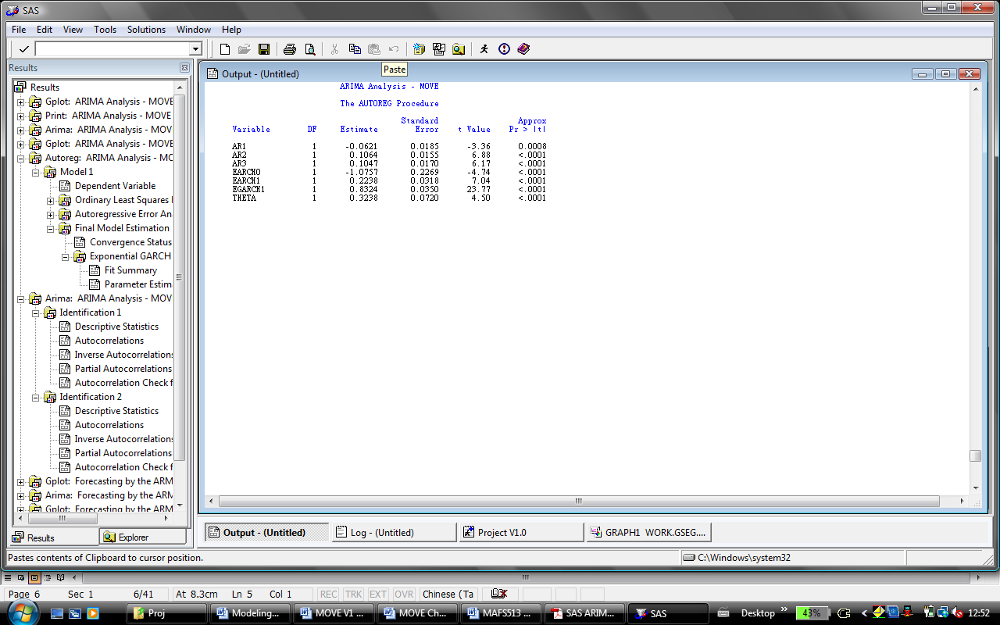 SAS
File Edit View Tools Solutions Window Help
Paste
Results
Results
Gplot: ARIMA Analysis - MOVE
Print: ARIMA Analysis - MOVE
Arima: ARIMA Analysis - MOVE
Gplot: ARIMA Analysis - MOVE
Autoreg: ARIMA Analysis - MO
Model 1
Dependent Variable
Ordinary Least Squares
Autoregressive Error An
Final Model Estimation
Convergence Status
Exponential GARCH
Fit Summary
Parameter Estim
Arima: ARIMA Analysis - MOV
Identification 1
Descriptive Statistics
Autocorrelations
Inverse Autocorrelations
Partial Autocorrelations
Autocorrelation Check f
Identification 2
Descriptive Statistics
Autocorrelations
Inverse Autocorrelations
Partial Autocorrelations
Autocorrelation Check f
Gplot: Forecasting by the ARM
Arima: Forecasting by the ARM
Gplot: Forecasting by the ARM
Results Explorer
Output - (Untitled)
ARIMA Analysis - MOVE
The AUTOREG Procedure
Standard Approx
Variable DF Estimate Error t Value Pr > |t|
AR1 1 -0.0621 0.0185 -3.36 0.0008
AR2 1 0.1064 0.0155 6.88 <.0001
AR3 1 0.1047 0.0170 6.17 <.0001
EARCH0 1 -1.0757 0.2269 -4.74 <.0001
EARCH1 1 0.2238 0.0318 7.04 <.0001
EGARCH1 1 0.8324 0.0350 23.77 <.0001
THETA 1 0.3238 0.0720 4.50 <.0001
Output - (Untitled) Log - (Untitled) Project V1.0 GRAPH1 WORK.GSEG....
Pastes contents of Clipboard to cursor position. C:\Windows\system32
Page 6 Sec 1 6/41 At 8.3cm Ln 5 Col 1 REC TRK EXT OVR Chinese (Ta
Proj Modeling... MOVE V1 ... MOVE Ch... MAFS513 ... SAS ARIM... SAS Desktop » 43% 12:52